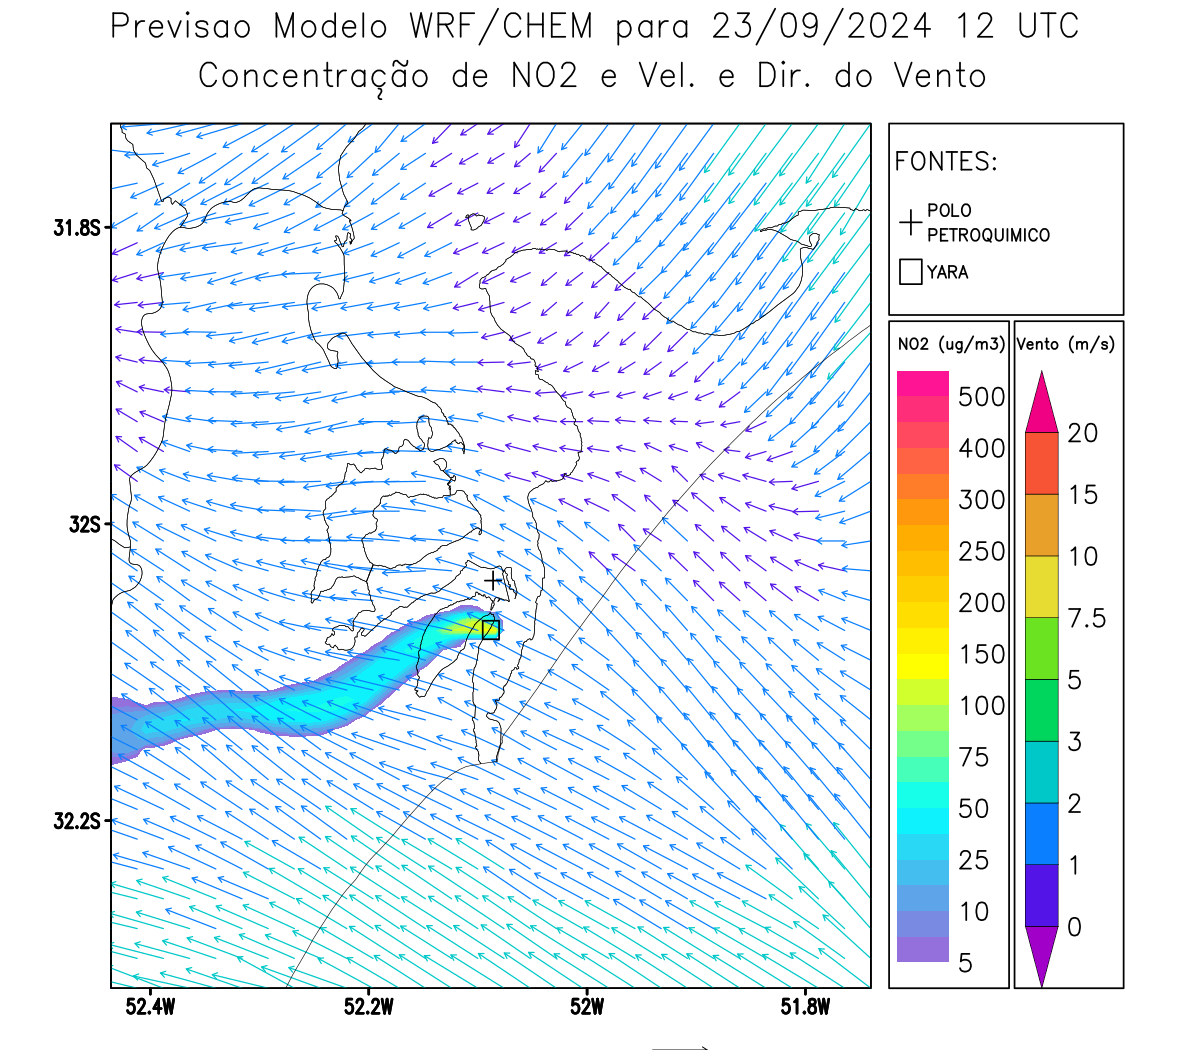 Previsao Modelo WRF/CHEM para 23/09/2024 12 UTC
Concentração de NO2 e Vel. e Dir. do Vento
FONTES:
POLO
PETROQUIMICO
YARA
NO2 (ug/m3)
500
400
300
250
200
150
100
75
50
25
10
5
Vento (m/s)
20
15
10
7.5
5
3
2
1
0
31.8S
32S
32.2S
52.4W
52.2W
52W
51.8W